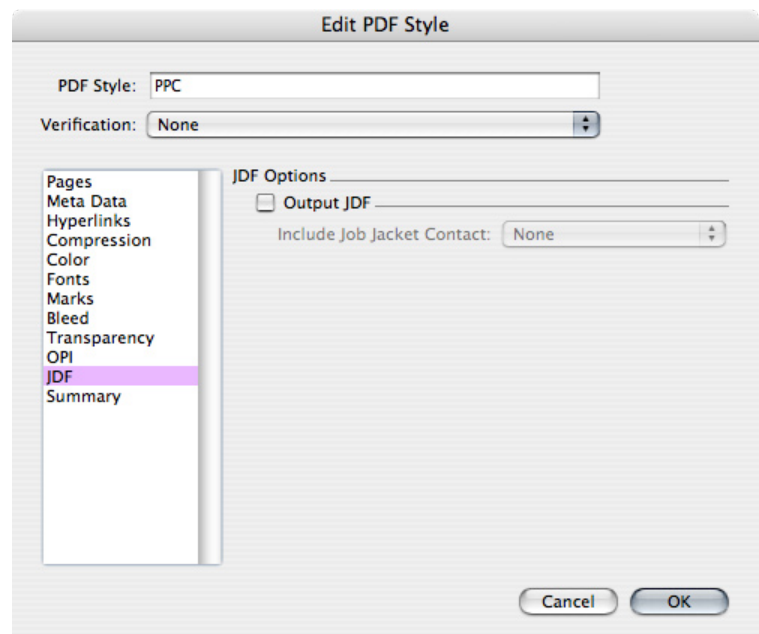 Edit PDF Style
PDF Style: PPC
Verification: None
Pages
Meta Data
Hyperlinks
Compression
Color
Fonts
Marks
Bleed
Transparency
OPI
JDF
Summary
JDF Options
Output JDF
Include Job Jacket Contact: None
Cancel OK